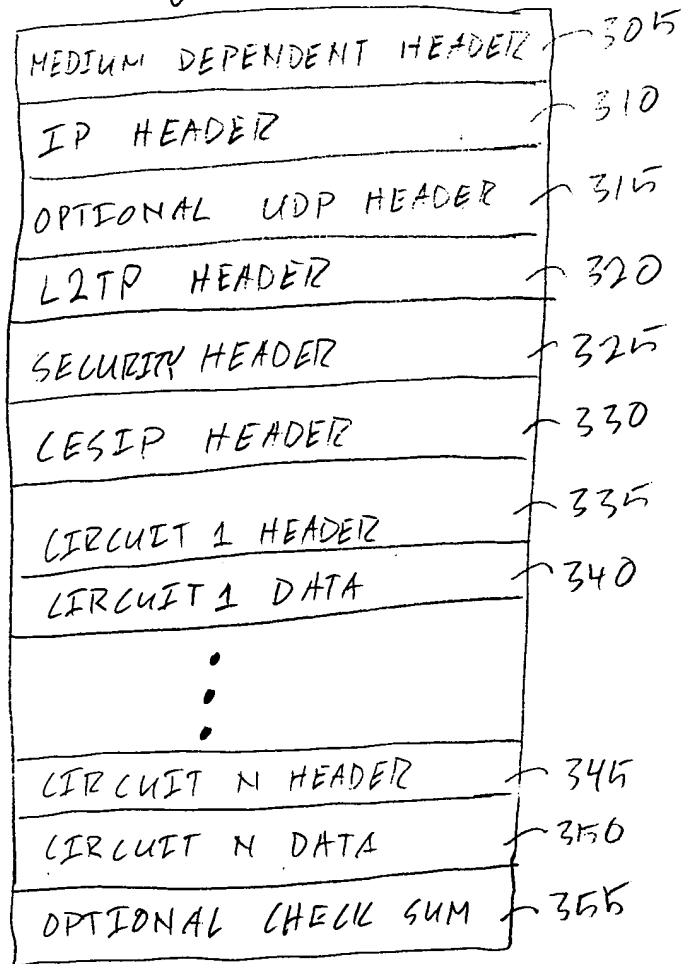 MEDIUM DEPENDENT HEADER 305
IP HEADER 310
OPTIONAL UDP HEADER 315
L2TP HEADER 320
SECURITY HEADER 325
CESIP HEADER 330
CIRCUIT 1 HEADER 335
CIRCUIT 1 DATA 340
CIRCUIT N HEADER 345
CIRCUIT N DATA 350
OPTIONAL CHECK SUM 355